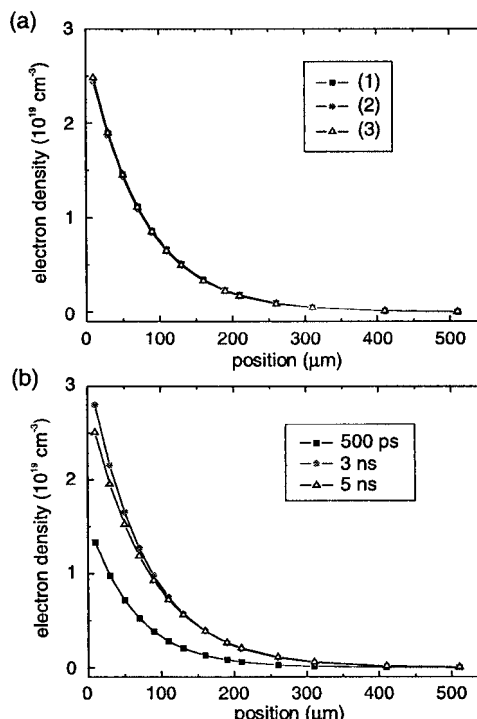 (a)
3
2
1
0
electron density (10¹⁹ cm⁻³)
(1)
(2)
(3)
0 100 200 300 400 500
position (μm)
(b)
3
2
1
0
electron density (10¹⁹ cm⁻³)
500 ps
3 ns
5 ns
0 100 200 300 400 500
position (μm)